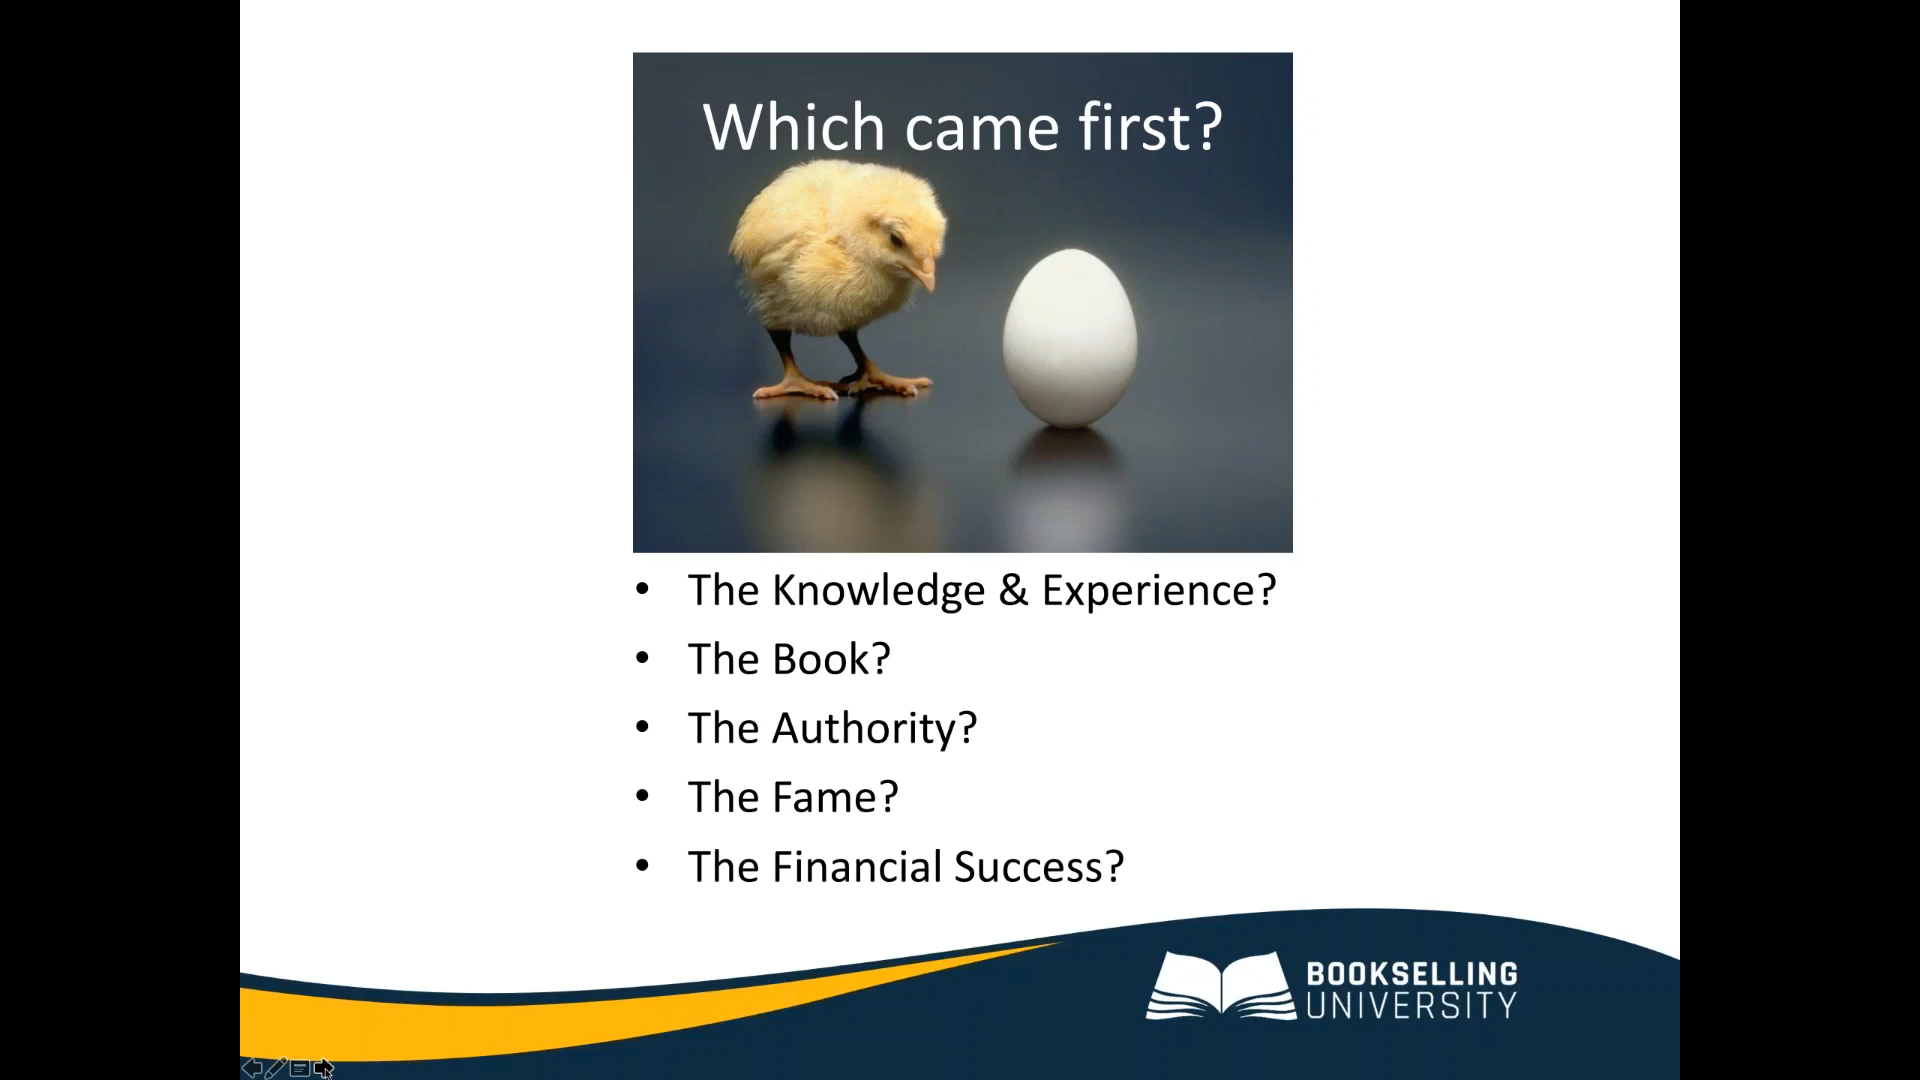 Which came first?
• The Knowledge & Experience?
• The Book?
• The Authority?
• The Fame?
• The Financial Success?
BOOKSELLING
UNIVERSITY